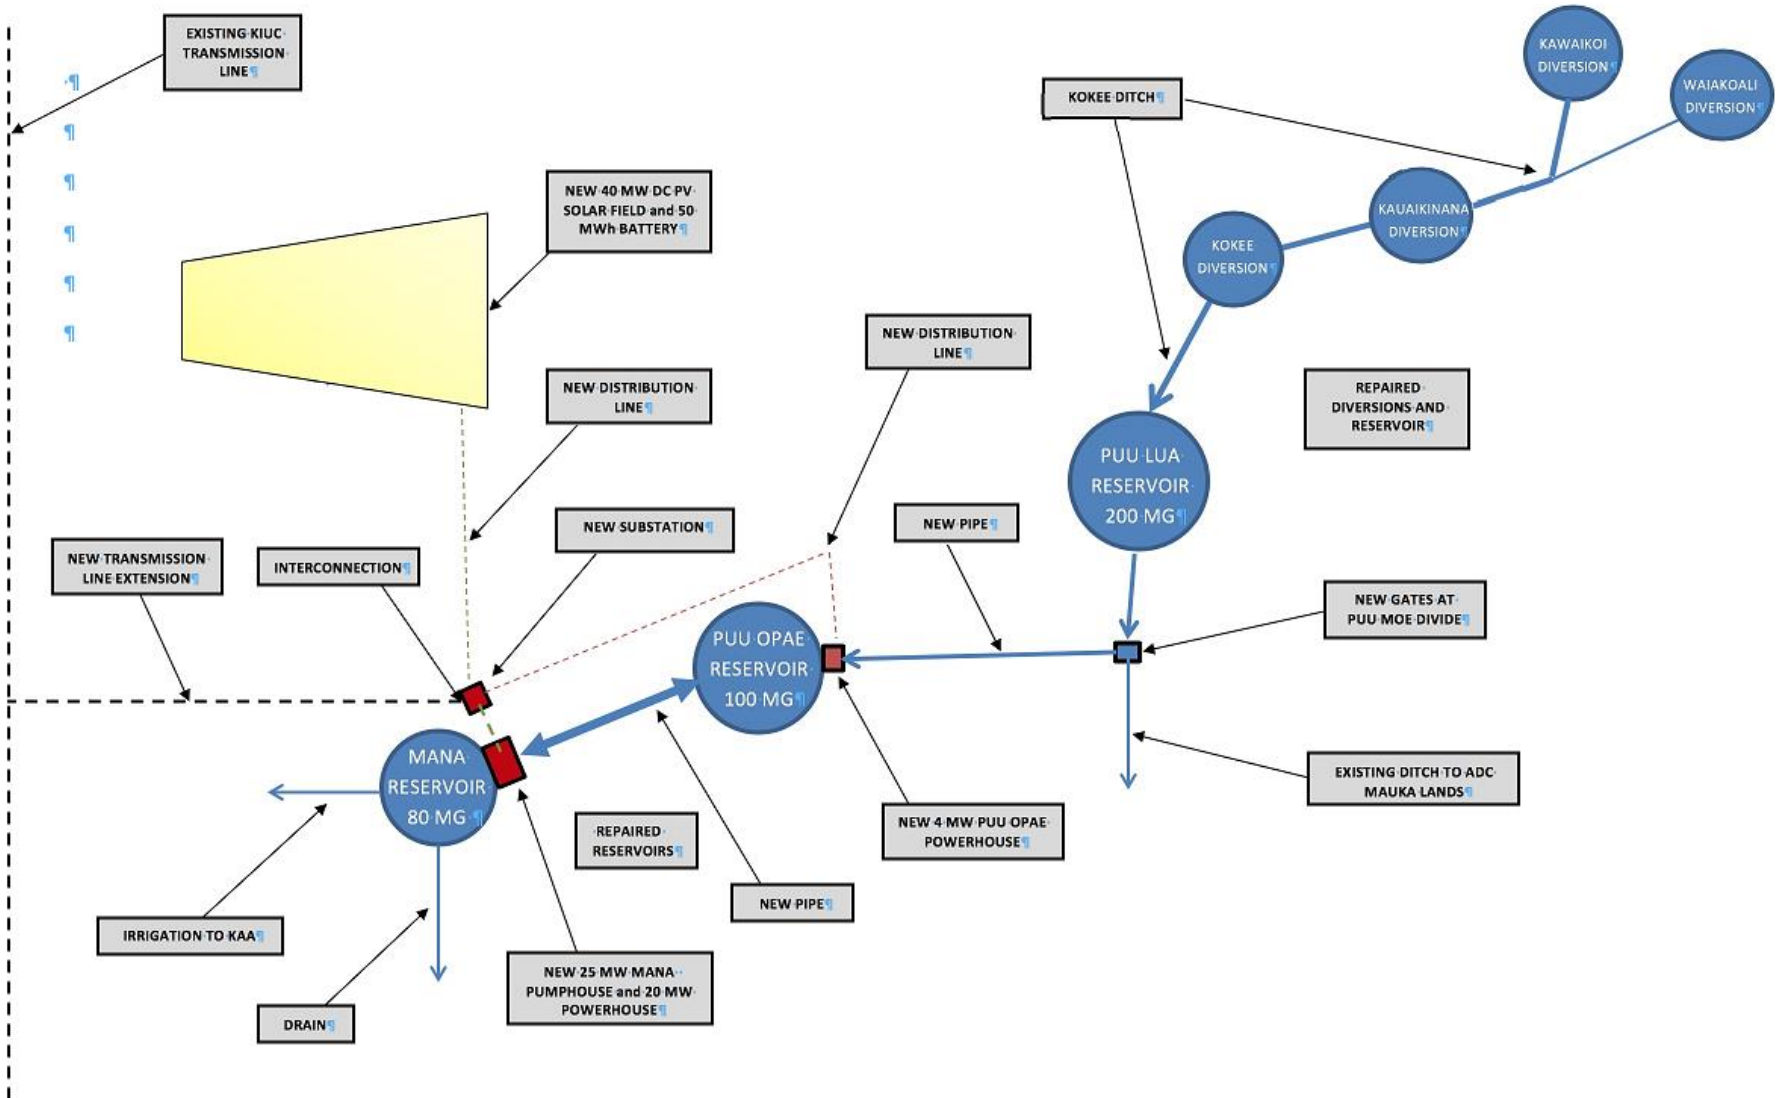 EXISTING KIUC
TRANSMISSION
LINE¶
¶
¶
¶
¶
¶
¶
KAWAIKOI
DIVERSION¶
WAIAKOALI
DIVERSION¶
KOKEE DITCH¶
NEW 40 MW DC PV
SOLAR FIELD and 50
MWh BATTERY¶
KAUAIKINANA
DIVERSION¶
KOKEE
DIVERSION¶
NEW DISTRIBUTION
LINE¶
NEW DISTRIBUTION
LINE¶
REPAIRED
DIVERSIONS AND
RESERVOIR¶
PUU LUA
RESERVOIR
200 MG¶
NEW SUBSTATION¶
NEW PIPE¶
NEW TRANSMISSION
LINE EXTENSION¶
INTERCONNECTION¶
NEW GATES AT
PUU MOE DIVIDE¶
PUU OPAE
RESERVOIR
100 MG¶
MANA
RESERVOIR
80 MG ¶
EXISTING DITCH TO ADC
MAUKA LANDS¶
REPAIRED
RESERVOIRS¶
NEW 4 MW PUU OPAE
POWERHOUSE¶
NEW PIPE¶
IRRIGATION TO KAA¶
NEW 25 MW MANA
PUMPHOUSE and 20 MW
POWERHOUSE¶
DRAIN¶